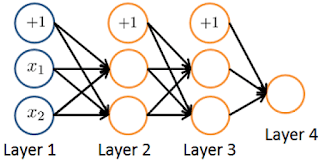 +1 +1 +1
x₁
x₂
Layer 1 Layer 2 Layer 3 Layer 4